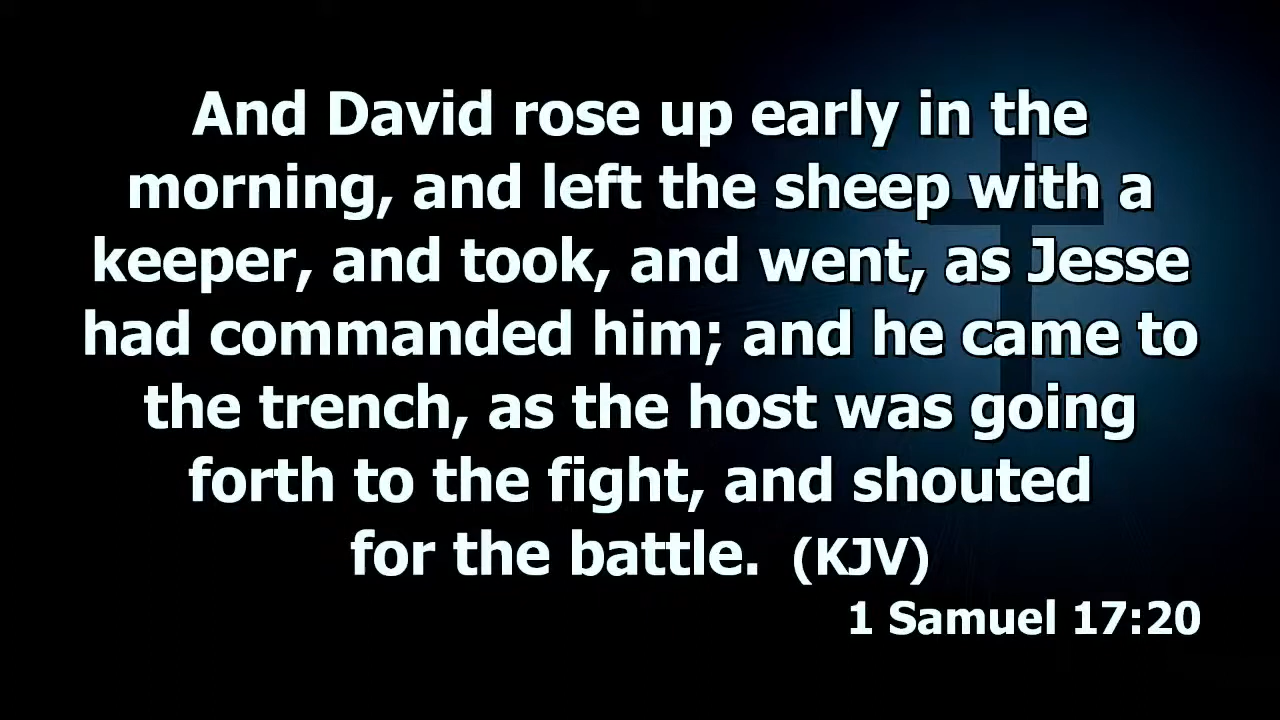 And David rose up early in the
morning, and left the sheep with a
keeper, and took, and went, as Jesse
had commanded him; and he came to
the trench, as the host was going
forth to the fight, and shouted
for the battle. (KJV)
1 Samuel 17:20